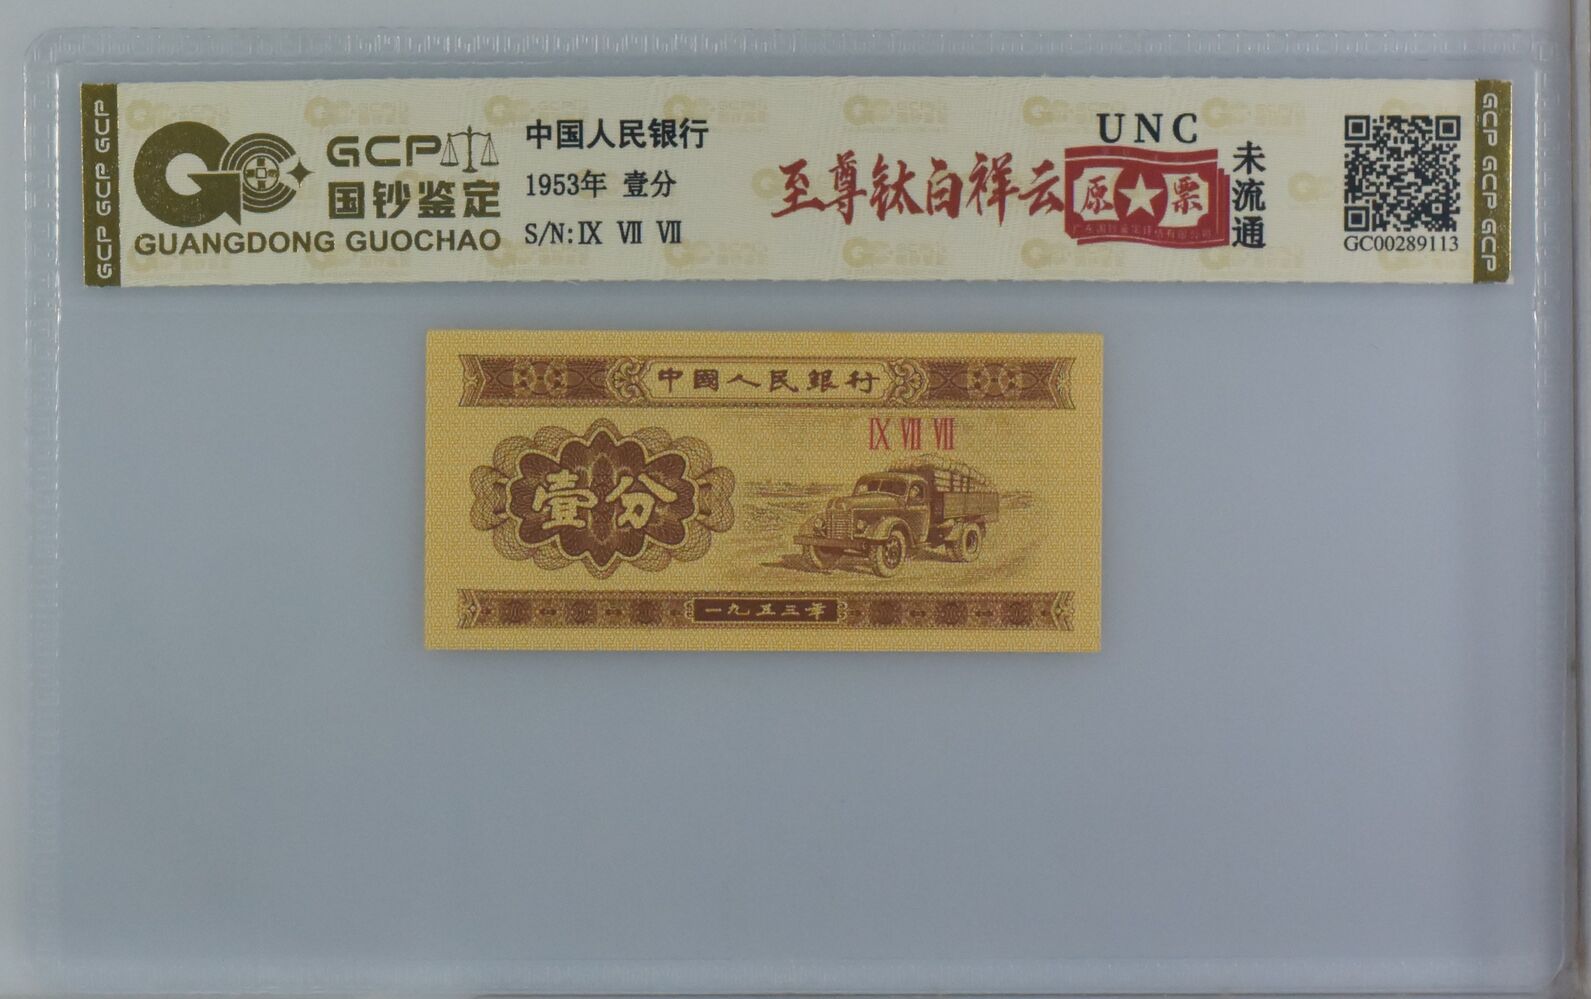 GCP GCP GCP
GCP
国钞鉴定
GUANGDONG GUOCHAO
中国人民银行
1953年 壹分
S/N:Ⅸ Ⅶ Ⅶ
至尊钛白祥云
原票
UNC
未流通
GC00289113
GCP GCP GCP
中國人民銀行
Ⅸ Ⅶ Ⅶ
壹分
一九五三年